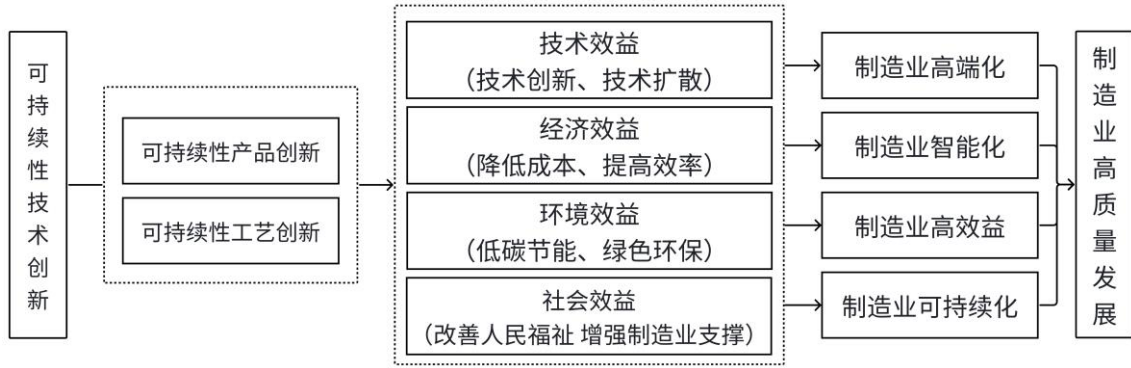 可持续性技术创新
可持续性产品创新
可持续性工艺创新
技术效益
（技术创新、技术扩散）
经济效益
（降低成本、提高效率）
环境效益
（低碳节能、绿色环保）
社会效益
（改善人民福祉 增强制造业支撑）
制造业高端化
制造业智能化
制造业高效益
制造业可持续化
制造业高质量发展